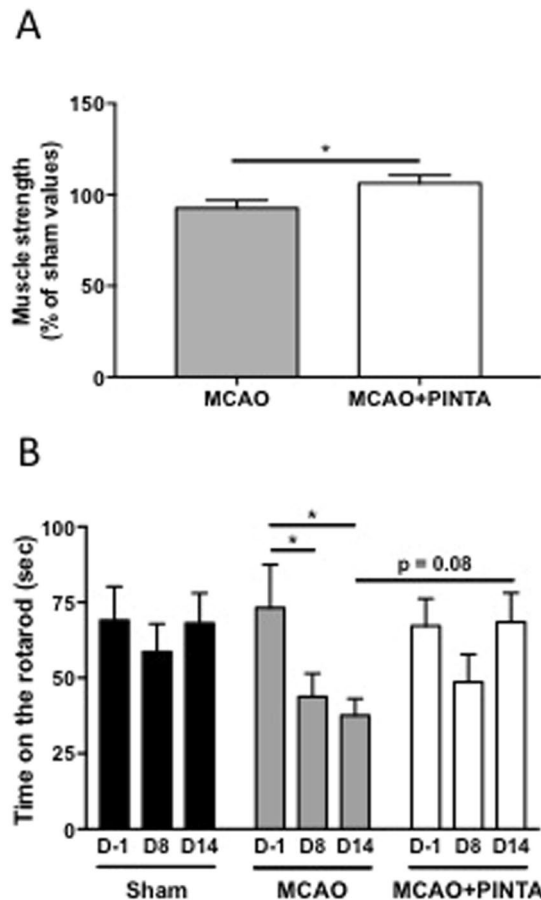 A
Muscle strength
(% of sham values)
150
100
50
0
*
MCAO MCAO+PINTA
B
Time on the rotarod (sec)
100
75
50
25
0
*
*
p = 0.08
D-1 D8 D14 D-1 D8 D14 D-1 D8 D14
Sham MCAO MCAO+PINTA